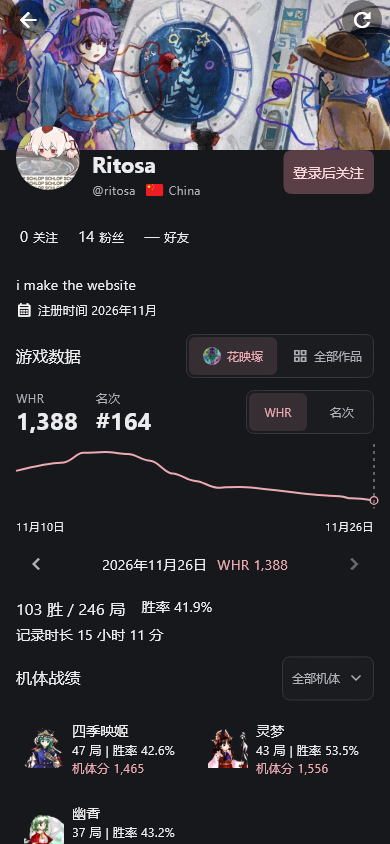 Ritosa
登录后关注
@ritosa China
0 关注 14 粉丝 — 好友
i make the website
注册时间 2026年11月
游戏数据
花映塚 全部作品
WHR 名次
1,388 #164
WHR 名次
11月10日 11月26日
2026年11月26日 WHR 1,388
103 胜 / 246 局 胜率 41.9%
记录时长 15 小时 11 分
机体战绩
全部机体
四季映姬
47 局 | 胜率 42.6%
机体分 1,465
灵梦
43 局 | 胜率 53.5%
机体分 1,556
幽香
37 局 | 胜率 43.2%